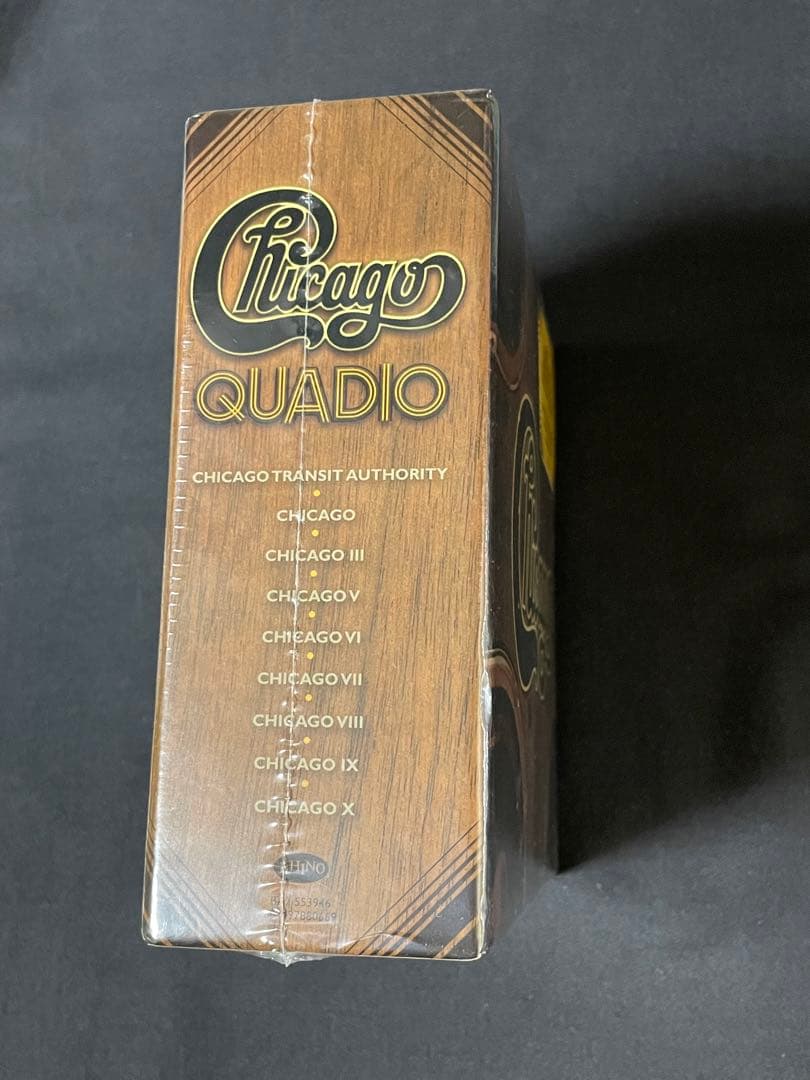 Chicago
QUADIO
CHICAGO TRANSIT AUTHORITY
CHICAGO
CHICAGO III
CHICAGO V
CHICAGO VI
CHICAGO VII
CHICAGO VIII
CHICAGO IX
CHICAGO X
RHINO
553946